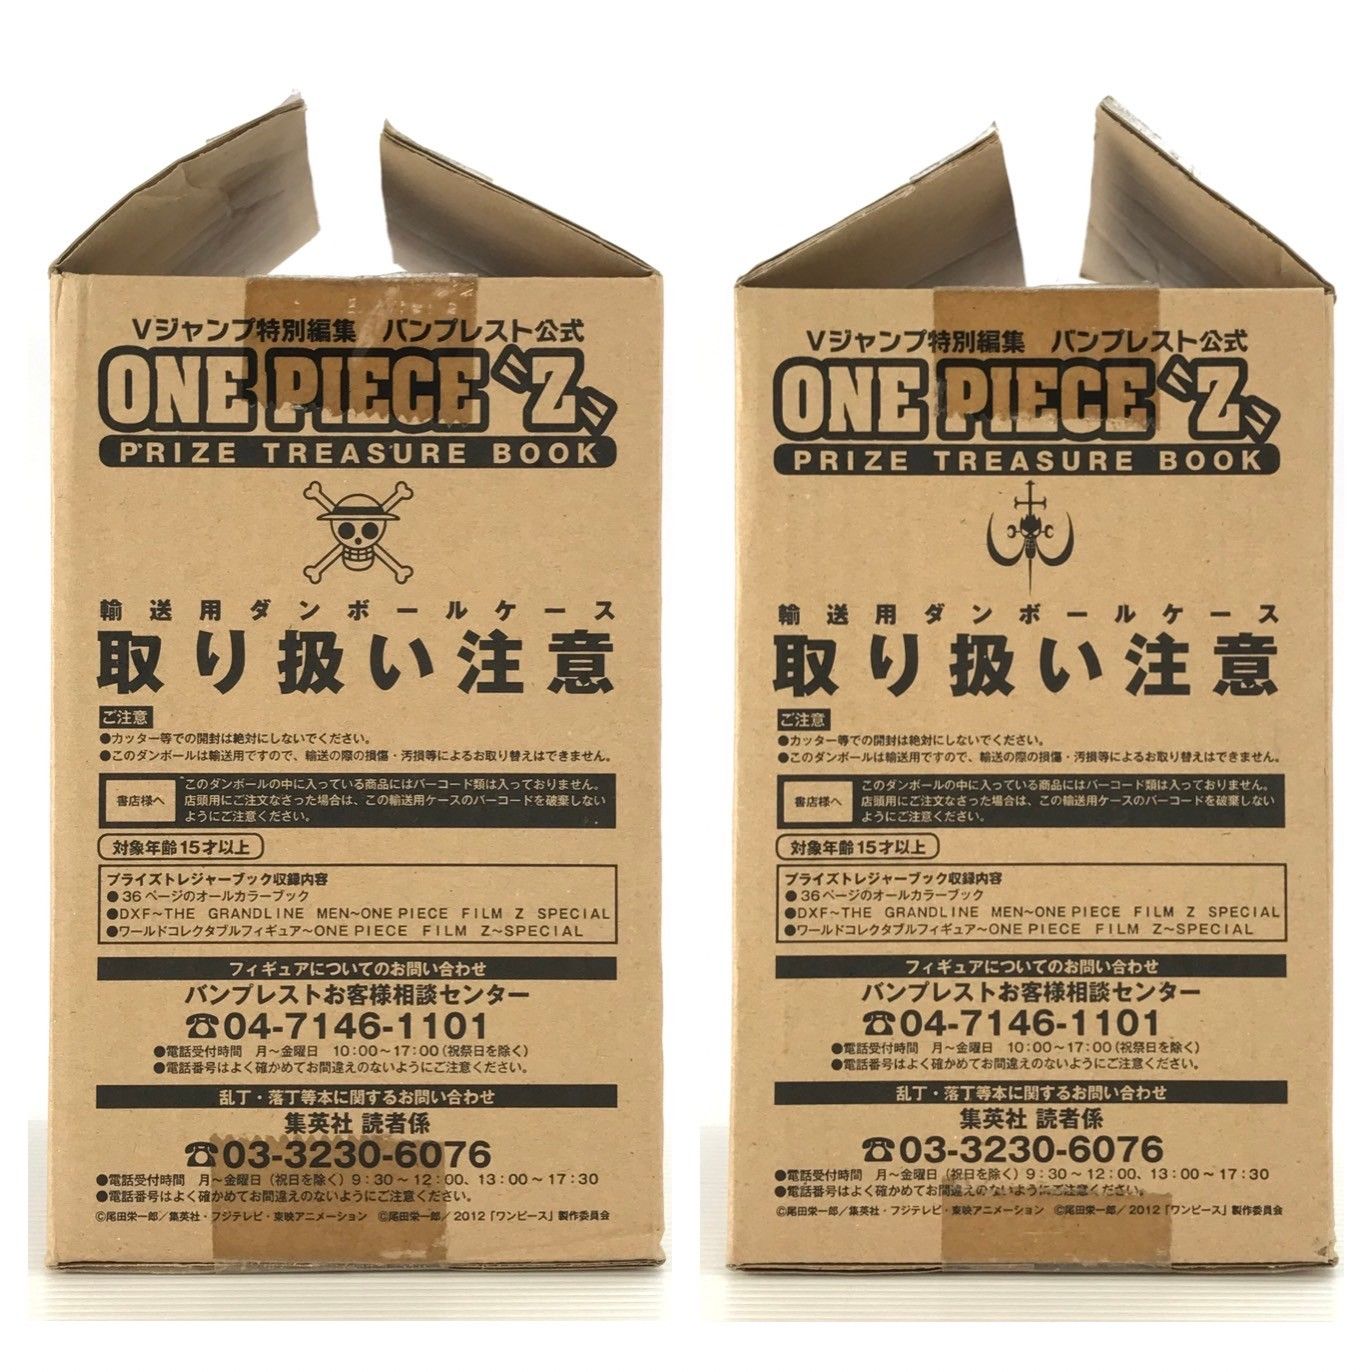 Vジャンプ特別編集　バンプレスト公式
ONE PIECE "Z"
PRIZE TREASURE BOOK
輸送用ダンボールケース
取り扱い注意
ご注意
●カッター等での開封は絶対にしないでください。
●このダンボールは輸送用ですので、輸送の際の損傷・汚損等によるお取り替えはできません。
書店様へ
このダンボールの中に入っている商品にはバーコード類は入っておりません。
店頭用にご注文なさった場合は、この輸送用ケースのバーコードを破棄しない
ようにご注意ください。
対象年齢15才以上
プライズトレジャーブック収録内容
●36ページのオールカラーブック
●DXF~THE GRANDLINE MEN~ONE PIECE FILM Z SPECIAL
●ワールドコレクタブルフィギュア~ONE PIECE FILM Z~SPECIAL
フィギュアについてのお問い合わせ
バンプレストお客様相談センター
☎04-7146-1101
●電話受付時間　月~金曜日　10:00~17:00(祝祭日を除く)
●電話番号はよく確かめてお間違えのないようにご注意ください。
乱丁・落丁等本に関するお問い合わせ
集英社 読者係
☎03-3230-6076
●電話受付時間　月~金曜日(祝日を除く)9:30~12:00、13:00~17:30
●電話番号はよく確かめてお間違えのないようにご注意ください。
©尾田栄一郎/集英社・フジテレビ・東映アニメーション　©尾田栄一郎/2012「ワンピース」製作委員会
Vジャンプ特別編集　バンプレスト公式
ONE PIECE "Z"
PRIZE TREASURE BOOK
輸送用ダンボールケース
取り扱い注意
ご注意
●カッター等での開封は絶対にしないでください。
●このダンボールは輸送用ですので、輸送の際の損傷・汚損等によるお取り替えはできません。
書店様へ
このダンボールの中に入っている商品にはバーコード類は入っておりません。
店頭用にご注文なさった場合は、この輸送用ケースのバーコードを破棄しない
ようにご注意ください。
対象年齢15才以上
プライズトレジャーブック収録内容
●36ページのオールカラーブック
●DXF~THE GRANDLINE MEN~ONE PIECE FILM Z SPECIAL
●ワールドコレクタブルフィギュア~ONE PIECE FILM Z~SPECIAL
フィギュアについてのお問い合わせ
バンプレストお客様相談センター
☎04-7146-1101
●電話受付時間　月~金曜日　10:00~17:00(祝祭日を除く)
●電話番号はよく確かめてお間違えのないようにご注意ください。
乱丁・落丁等本に関するお問い合わせ
集英社 読者係
☎03-3230-6076
●電話受付時間　月~金曜日(祝日を除く)9:30~12:00、13:00~17:30
●電話番号はよく確かめてお間違えのないようにご注意ください。
©尾田栄一郎/集英社・フジテレビ・東映アニメーション　©尾田栄一郎/2012「ワンピース」製作委員会